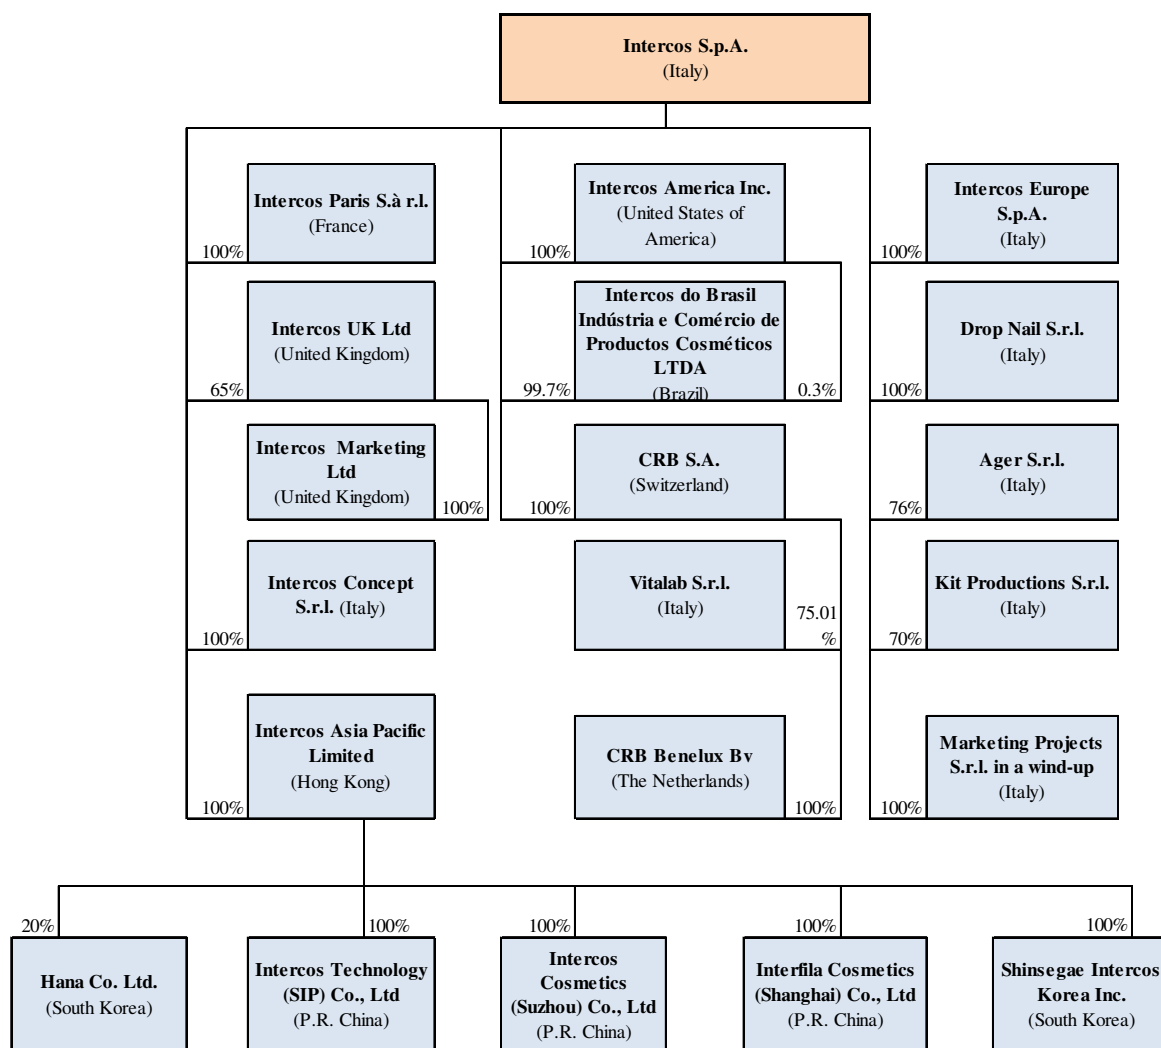 Intercos S.p.A.
(Italy)
Intercos Paris S.à r.l.
(France)
100%
Intercos America Inc.
(United States of
America)
100%
Intercos Europe
S.p.A.
(Italy)
100%
Intercos UK Ltd
(United Kingdom)
65%
Intercos do Brasil
Indústria e Comércio de
Productos Cosméticos
LTDA
(Brazil)
99.7%
0.3%
Drop Nail S.r.l.
(Italy)
100%
Intercos Marketing
Ltd
(United Kingdom)
100%
CRB S.A.
(Switzerland)
100%
Ager S.r.l.
(Italy)
76%
Intercos Concept
S.r.l. (Italy)
100%
Vitalab S.r.l.
(Italy)
75.01
%
Kit Productions S.r.l.
(Italy)
70%
Intercos Asia Pacific
Limited
(Hong Kong)
100%
CRB Benelux Bv
(The Netherlands)
100%
Marketing Projects
S.r.l. in a wind-up
(Italy)
100%
20%
Hana Co. Ltd.
(South Korea)
100%
Intercos Technology
(SIP) Co., Ltd
(P.R. China)
100%
Intercos
Cosmetics
(Suzhou) Co., Ltd
(P.R. China)
100%
Interfila Cosmetics
(Shanghai) Co., Ltd
(P.R. China)
100%
Shinsegae Intercos
Korea Inc.
(South Korea)